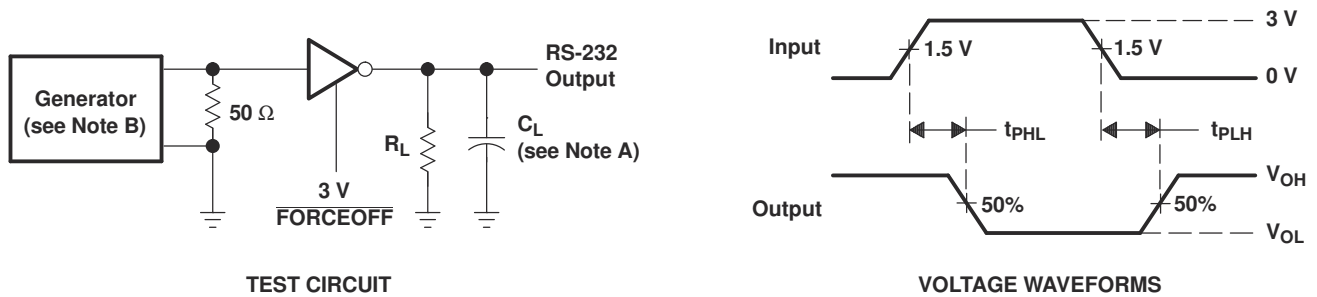 Generator
(see Note B)
50 Ω
3 V
FORCEOFF
RS-232
Output
R_L
C_L
(see Note A)
TEST CIRCUIT
Input
1.5 V
1.5 V
3 V
0 V
t_PHL
t_PLH
Output
50%
50%
V_OH
V_OL
VOLTAGE WAVEFORMS